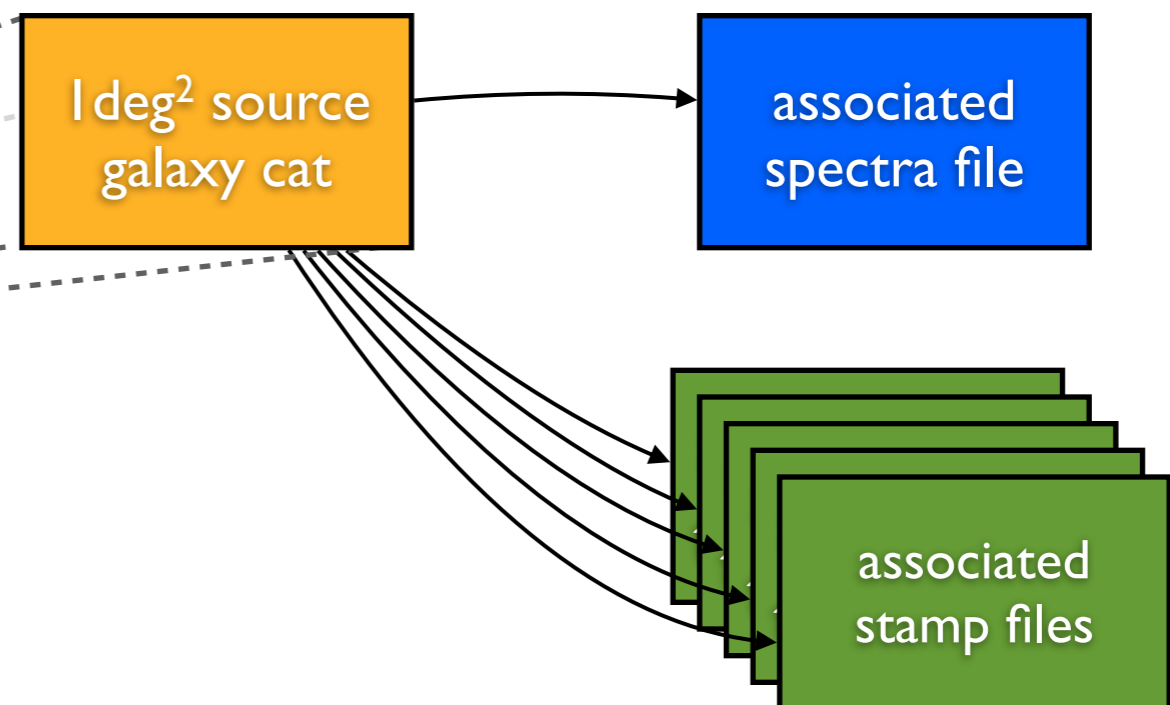 1deg² source
galaxy cat
associated
spectra file
associated
stamp files